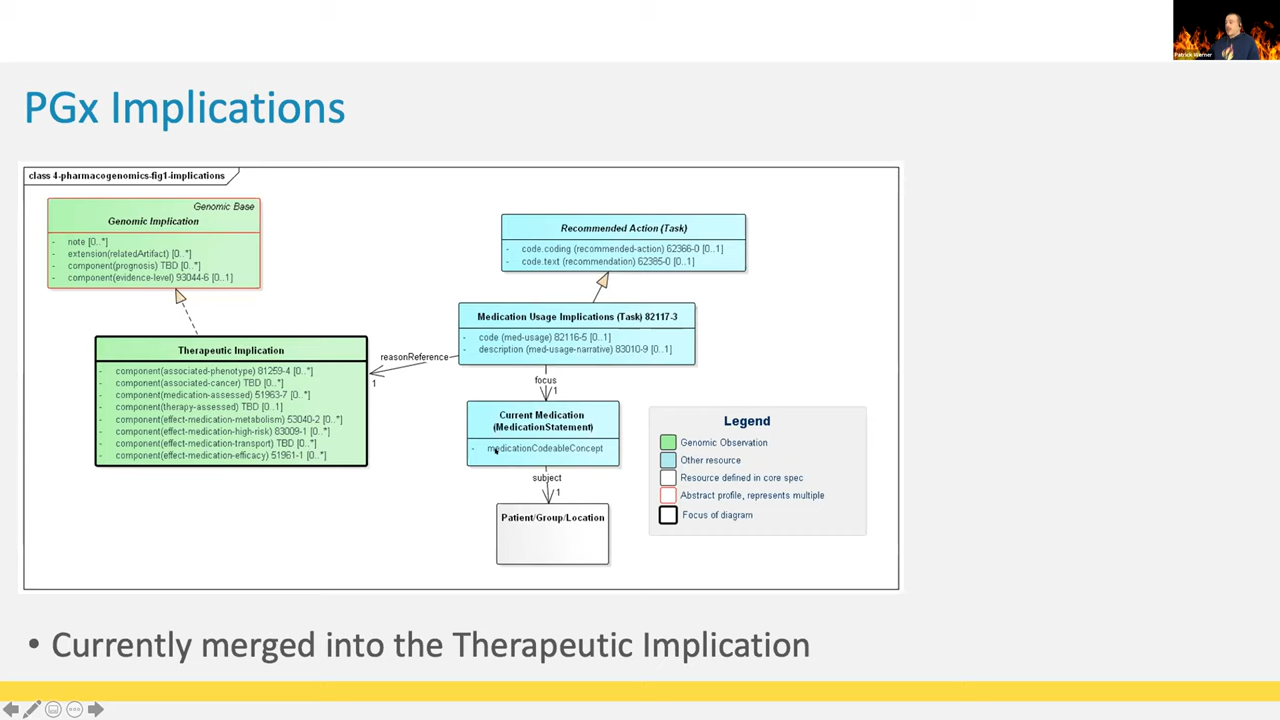 Patrick Werner
PGx Implications
class 4-pharmacogenomics-fig1-implications
Genomic Base
Genomic Implication
- note [0..*]
- extension(relatedArtifact) [0..*]
- component(prognosis) TBD [0..*]
- component(evidence-level) 93044-6 [0..1]
Recommended Action (Task)
- code.coding (recommended-action) 62366-0 [0..1]
- code.text (recommendation) 62385-0 [0..1]
Medication Usage Implications (Task) 82117-3
- code (med-usage) 82116-5 [0..1]
- description (med-usage-narrative) 83010-9 [0..1]
Therapeutic Implication
- component(associated-phenotype) 81259-4 [0..*]
- component(associated-cancer) TBD [0..*]
- component(medication-assessed) 51963-7 [0..*]
- component(therapy-assessed) TBD [0..1]
- component(effect-medication-metabolism) 53040-2 [0..*]
- component(effect-medication-high-risk) 83009-1 [0..*]
- component(effect-medication-transport) TBD [0..*]
- component(effect-medication-efficacy) 51961-1 [0..*]
reasonReference
1
focus
1
Current Medication
(MedicationStatement)
- medicationCodeableConcept
subject
1
Patient/Group/Location
Legend
Genomic Observation
Other resource
Resource defined in core spec
Abstract profile, represents multiple
Focus of diagram
• Currently merged into the Therapeutic Implication